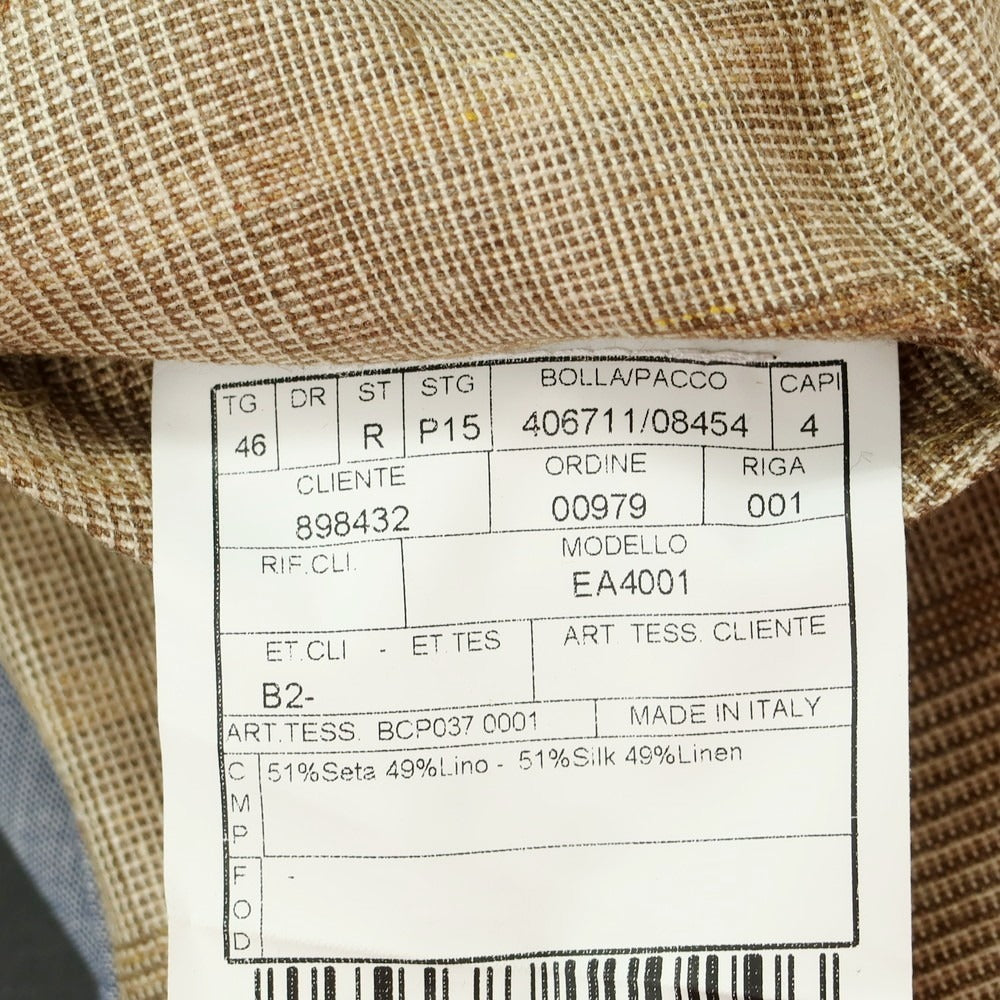 TG DR ST STG BOLLA/PACCO CAPI
46 R P15 406711/08454 4
CLIENTE ORDINE RIGA
898432 00979 001
RIF.CLI. MODELLO
EA4001
ET.CLI - ET.TES ART. TESS. CLIENTE
B2-
ART.TESS. BCP037 0001 MADE IN ITALY
CMP 51%Seta 49%Lino - 51%Silk 49%Linen
FOD -